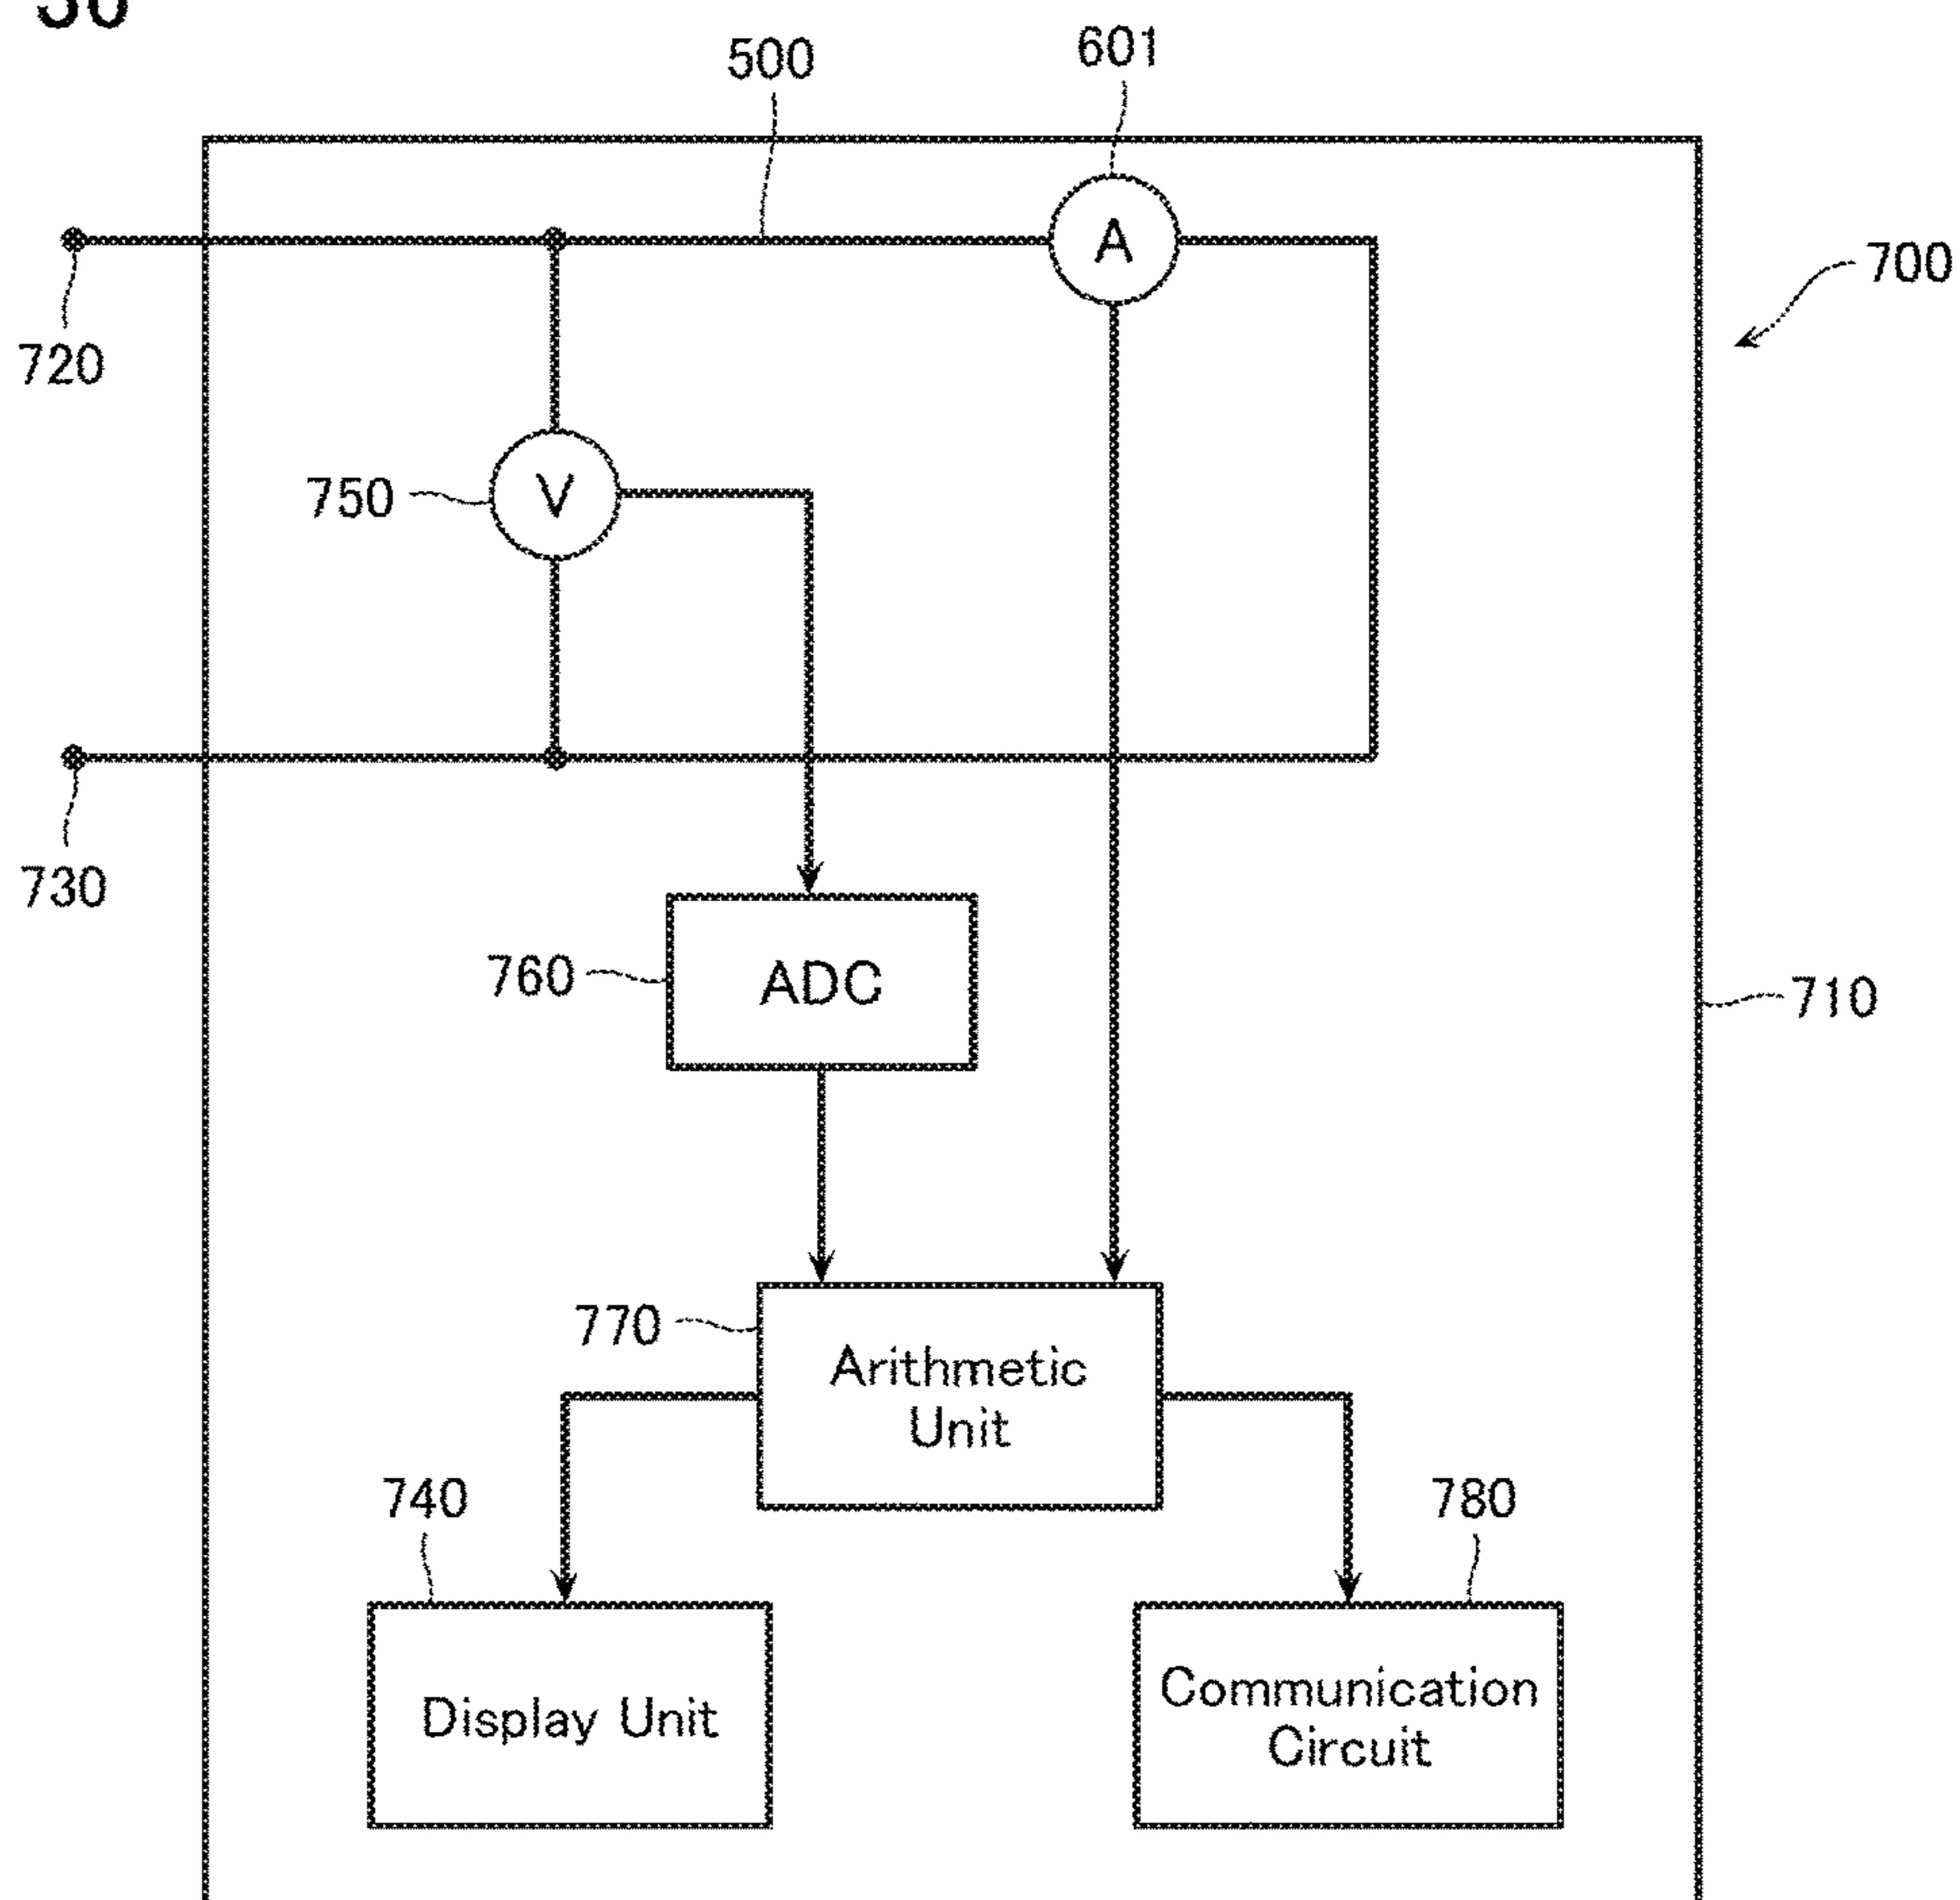 500
601
A
700
720
750
V
730
760
ADC
710
770
Arithmetic
Unit
740
780
Display Unit
Communication
Circuit